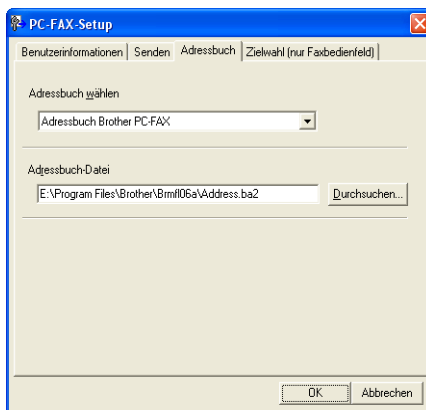 PC-FAX-Setup
Benutzerinformationen Senden Adressbuch Zielwahl (nur Faxbedienfeld)
Adressbuch wählen
Adressbuch Brother PC-FAX
Adressbuch-Datei
E:\Program Files\Brother\Brmfl06a\Address.ba2 Durchsuchen...
OK Abbrechen